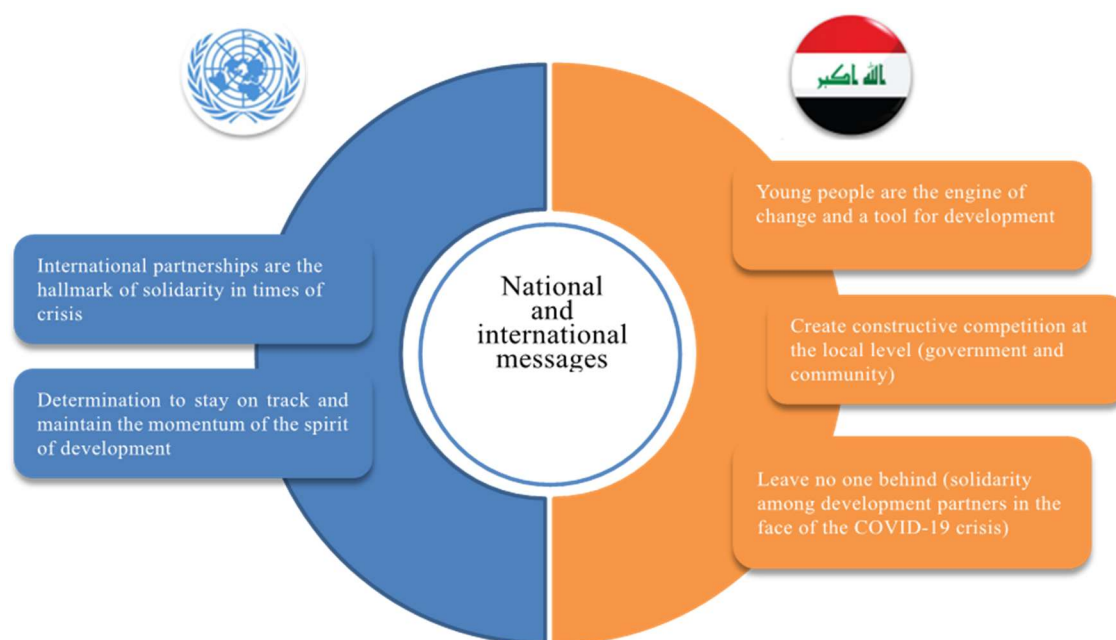 الله اكبر
National
and
international
messages
International partnerships are the
hallmark of solidarity in times of
crisis
Determination to stay on track and
maintain the momentum of the spirit
of development
Young people are the engine of
change and a tool for development
Create constructive competition at
the local level (government and
community)
Leave no one behind (solidarity
among development partners in the
face of the COVID-19 crisis)